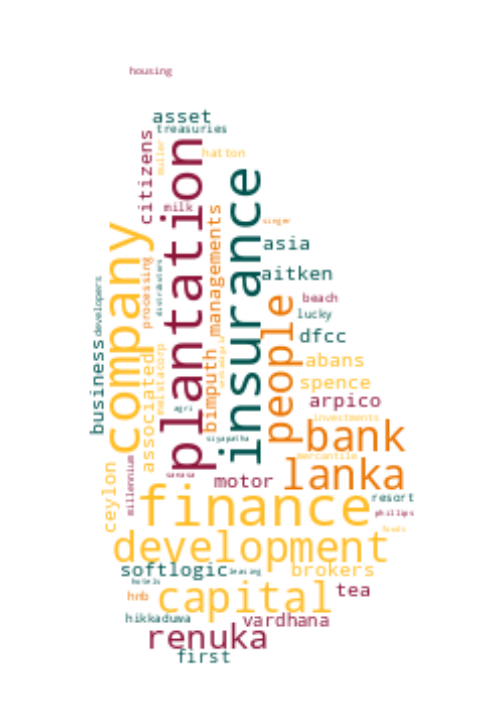 housing
asset
treasuries
citizens
muller
hatton
plantation
insurance
milk
singer
company
managements
asia
processing
distributors
aitken
developers
people
beach
lucky
dfcc
business
associated
bimputh
abans
spence
arpico
agri
investments
siyapatha
bank
mercantile
millennium
sanasa
motor
lanka
ceylon
finance
resort
phillips
foods
development
softlogic
leasing
brokers
hotels
hnb
capital
tea
hikkaduwa
vardhana
renuka
first